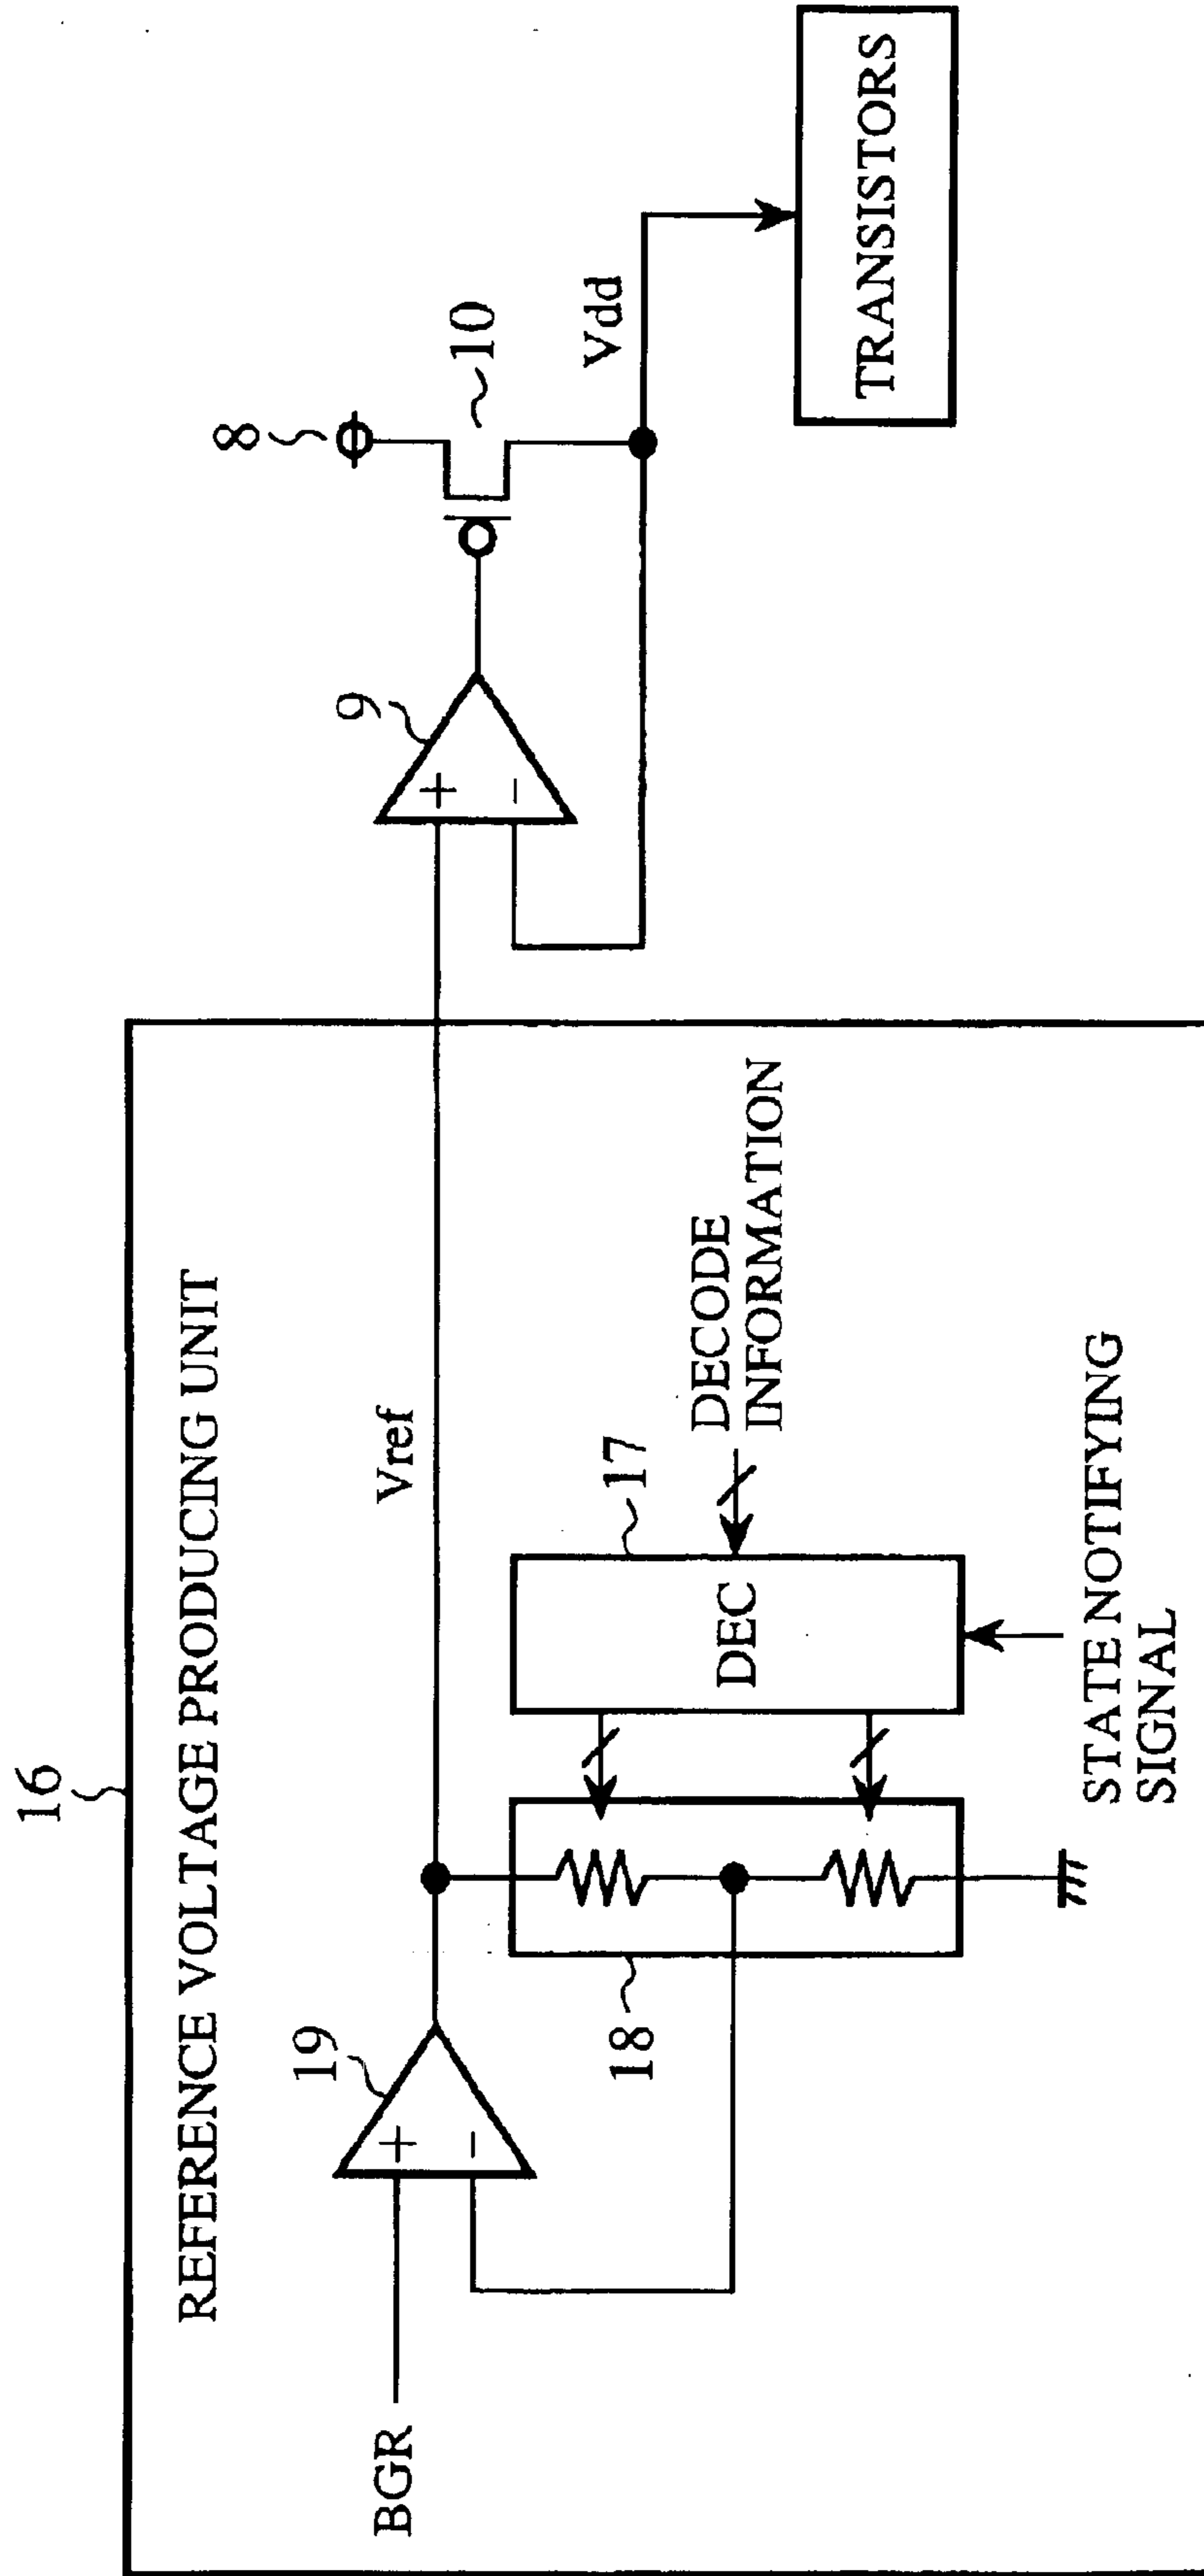 16
REFERENCE VOLTAGE PRODUCING UNIT
BGR
19
+
-
Vref
18
17
DEC
DECODE
INFORMATION
STATE NOTIFYING
SIGNAL
9
+
-
8
10
Vdd
TRANSISTORS